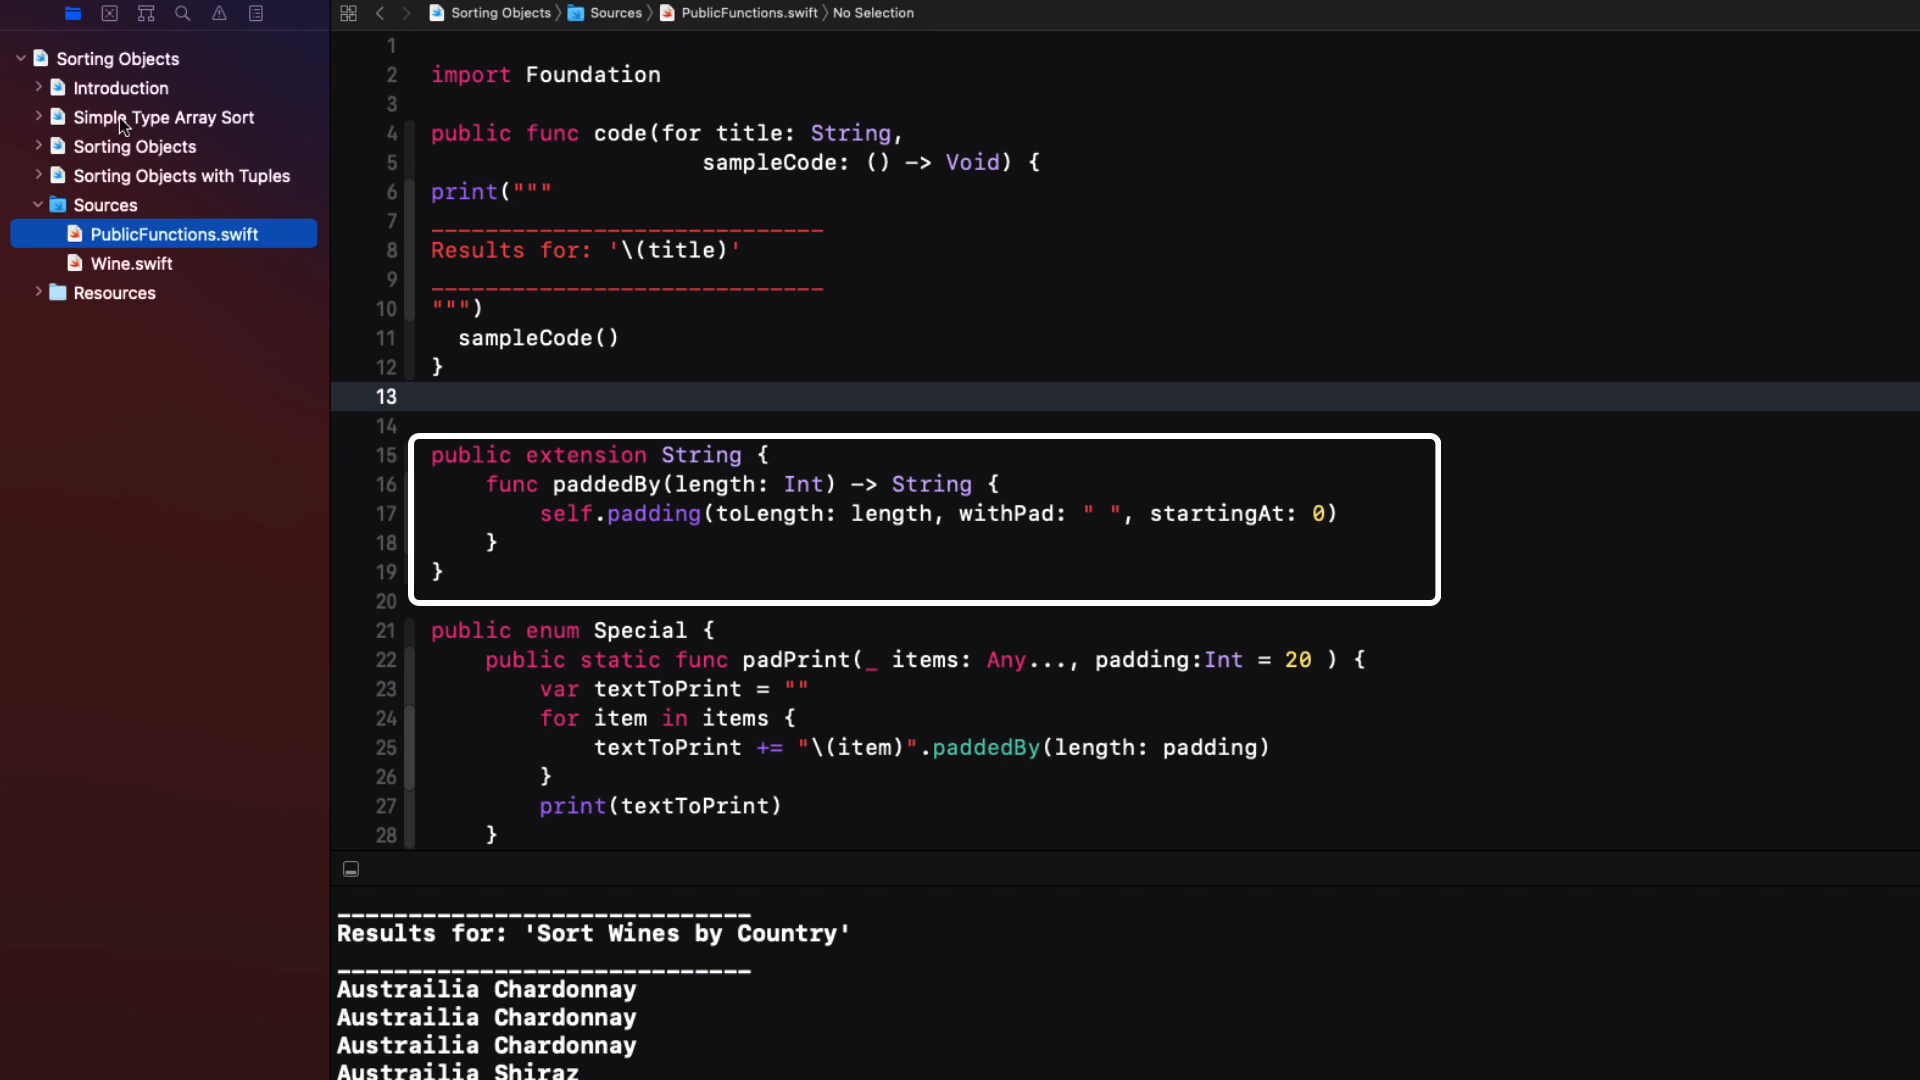 Sorting Objects
Introduction
Simple Type Array Sort
Sorting Objects
Sorting Objects with Tuples
Sources
PublicFunctions.swift
Wine.swift
Resources
Sorting Objects Sources PublicFunctions.swift No Selection
1
2 import Foundation
3
4 public func code(for title: String,
5 sampleCode: () -> Void) {
6 print("""
7 _____________________________
8 Results for: '\(title)'
9 _____________________________
10 """)
11 sampleCode()
12 }
13
14
15 public extension String {
16 func paddedBy(length: Int) -> String {
17 self.padding(toLength: length, withPad: " ", startingAt: 0)
18 }
19 }
20
21 public enum Special {
22 public static func padPrint(_ items: Any..., padding:Int = 20 ) {
23 var textToPrint = ""
24 for item in items {
25 textToPrint += "\(item)".paddedBy(length: padding)
26 }
27 print(textToPrint)
28 }
_____________________________
Results for: 'Sort Wines by Country'
_____________________________
Austrailia Chardonnay
Austrailia Chardonnay
Austrailia Chardonnay
Austrailia Shiraz